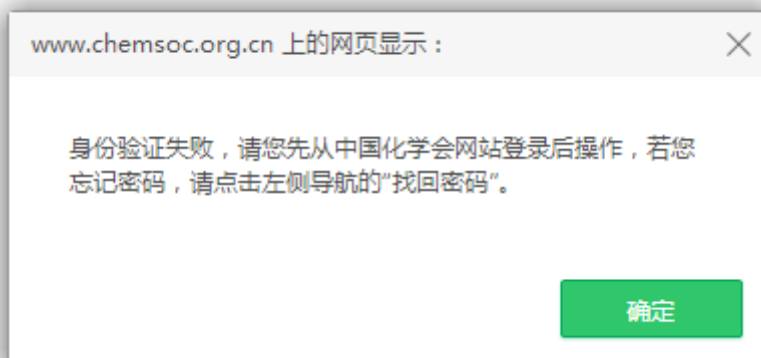 www.chemsoc.org.cn 上的网页显示：
身份验证失败，请您先从中国化学会网站登录后操作，若您
忘记密码，请点击左侧导航的“找回密码”。
确定